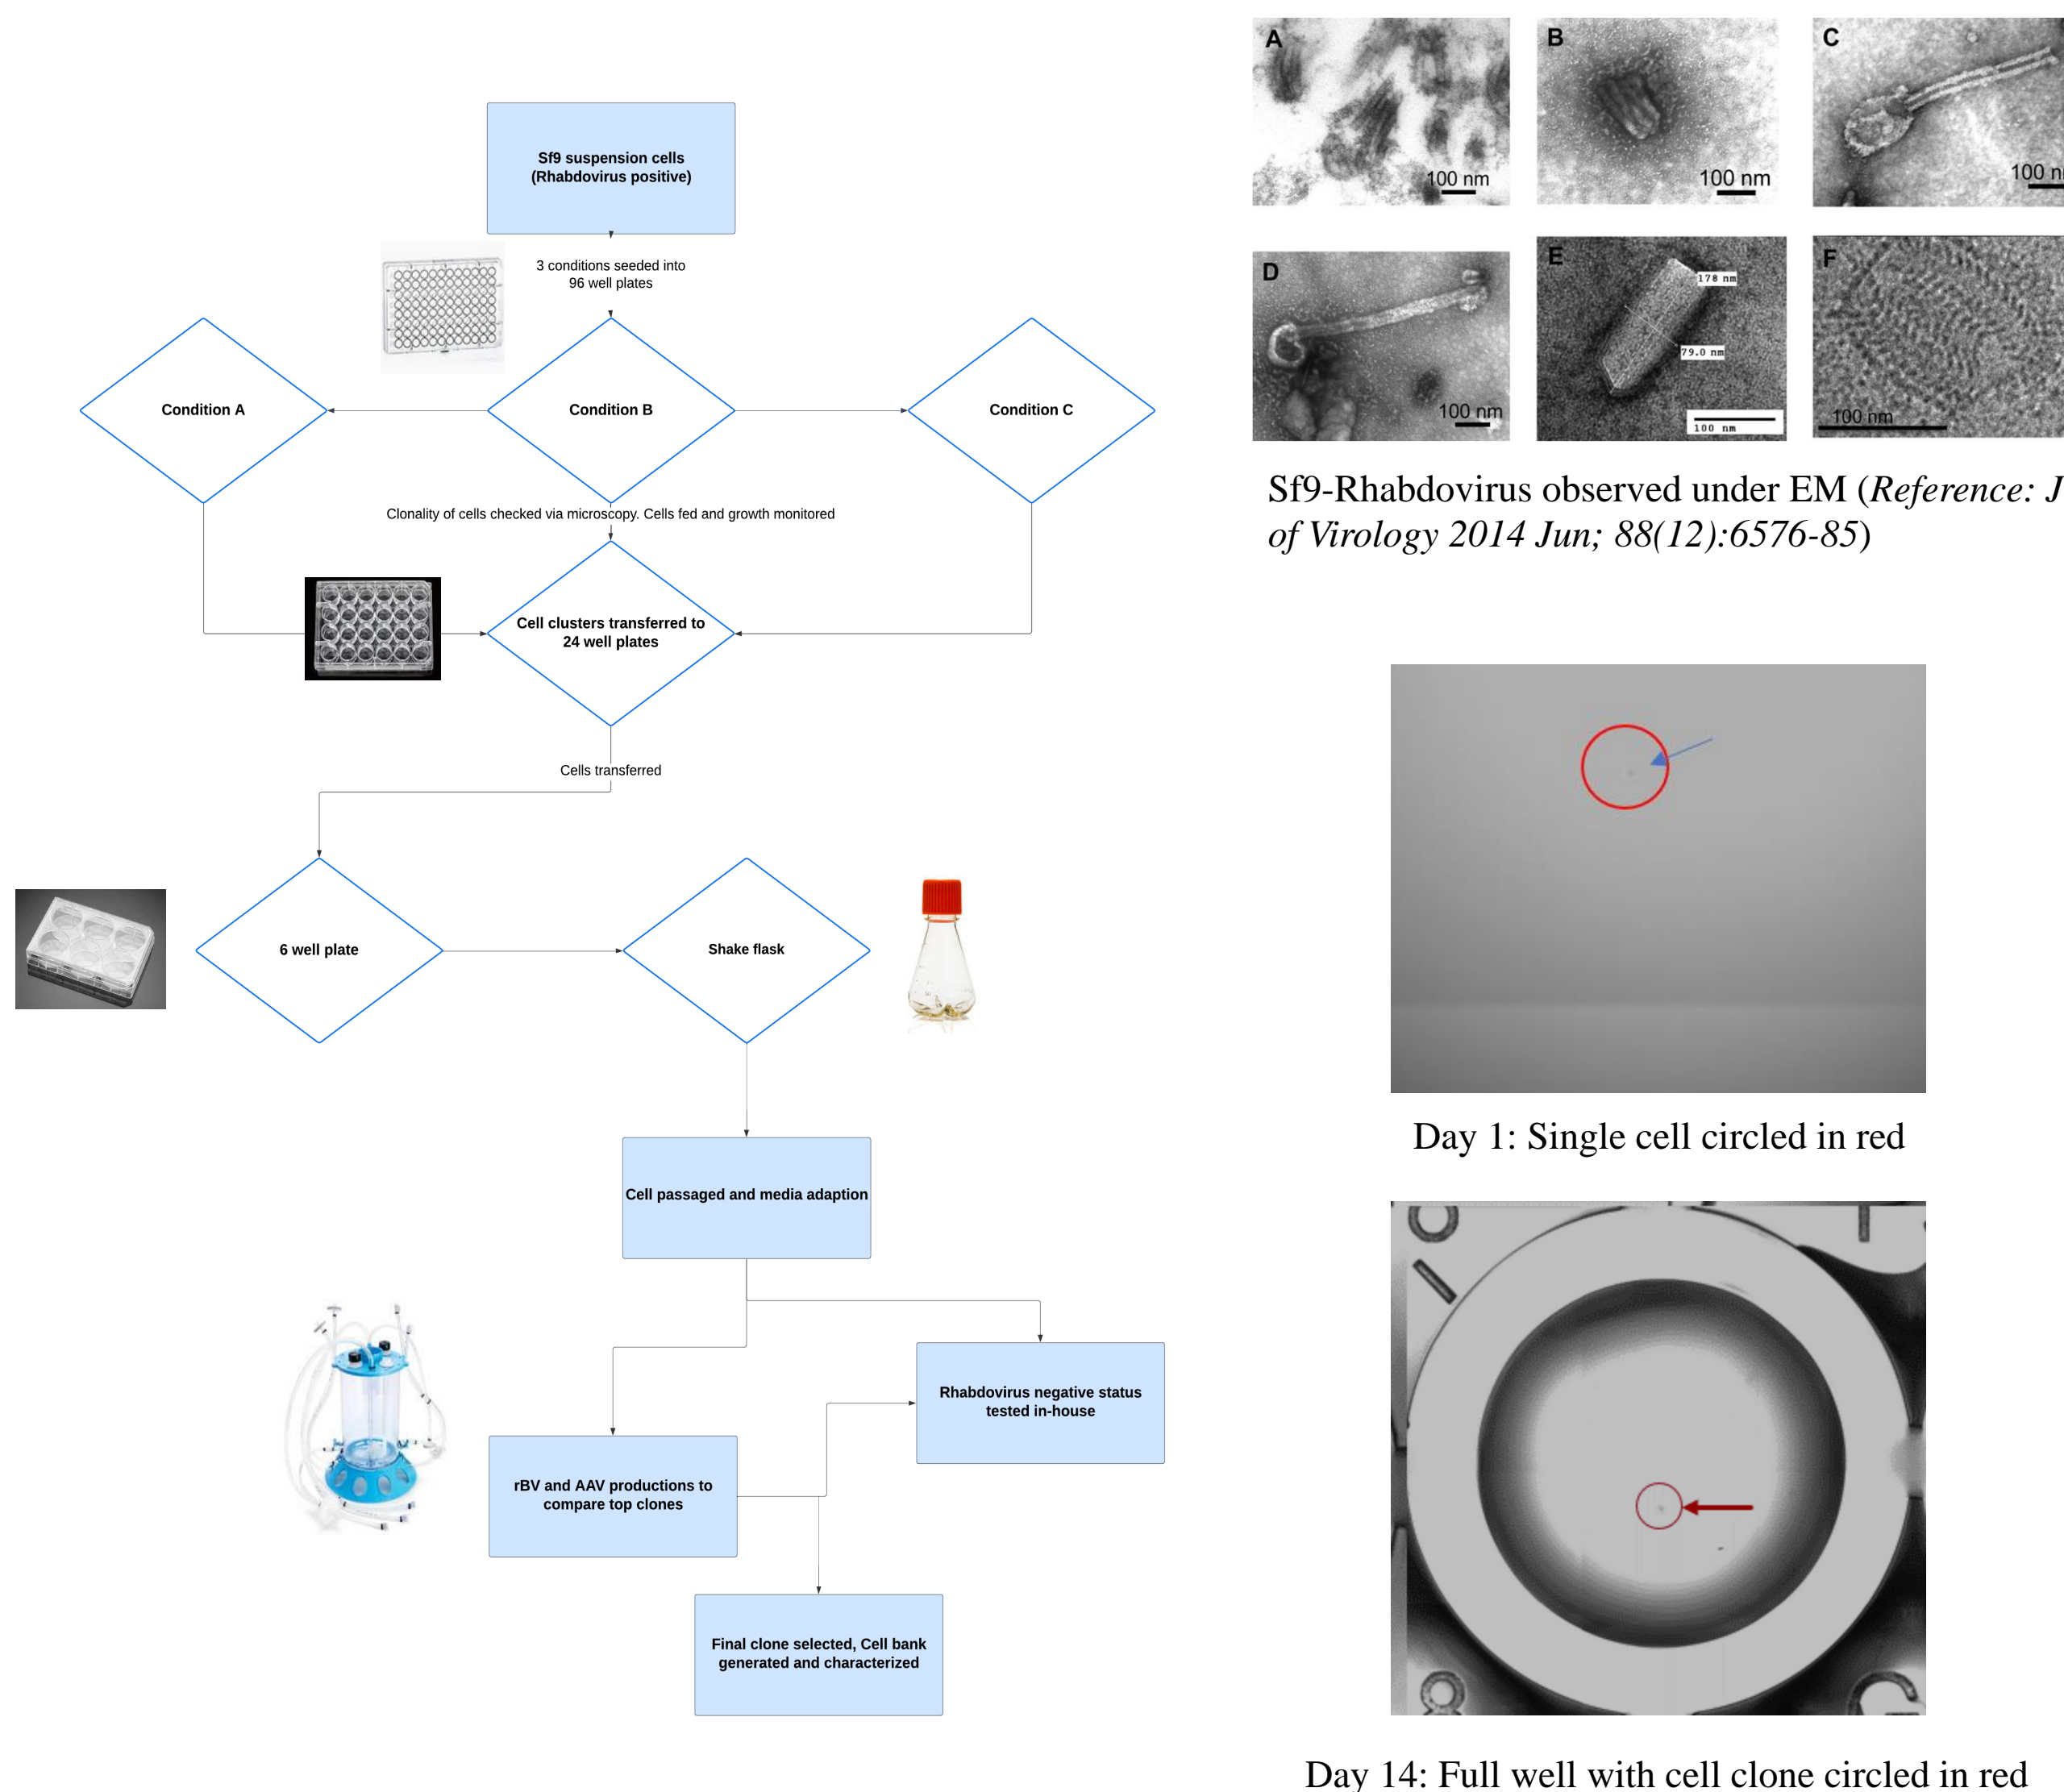 Sf9 suspension cells
(Rhabdovirus positive)
3 conditions seeded into
96 well plates
Condition A
Condition B
Condition C
Clonality of cells checked via microscopy. Cells fed and growth monitored
Cell clusters transferred to
24 well plates
Cells transferred
6 well plate
Shake flask
Cell passaged and media adaption
Rhabdovirus negative status
tested in-house
rBV and AAV productions to
compare top clones
Final clone selected, Cell bank
generated and characterized
A
100 nm
B
100 nm
C
100 n
D
100 nm
E
178 nm
79.0 nm
100 nm
F
100 nm
Sf9-Rhabdovirus observed under EM (Reference: J
of Virology 2014 Jun; 88(12):6576-85)
Day 1: Single cell circled in red
Day 14: Full well with cell clone circled in red